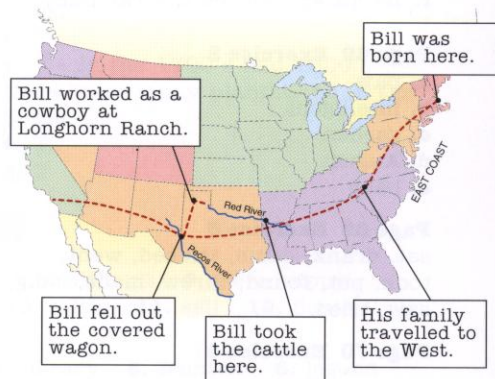 Bill was
born here.
Bill worked as a
cowboy at
Longhorn Ranch.
EAST COAST
Red River
Pecos River
Bill fell out
the covered
wagon.
Bill took
the cattle
here.
His family
travelled to
the West.